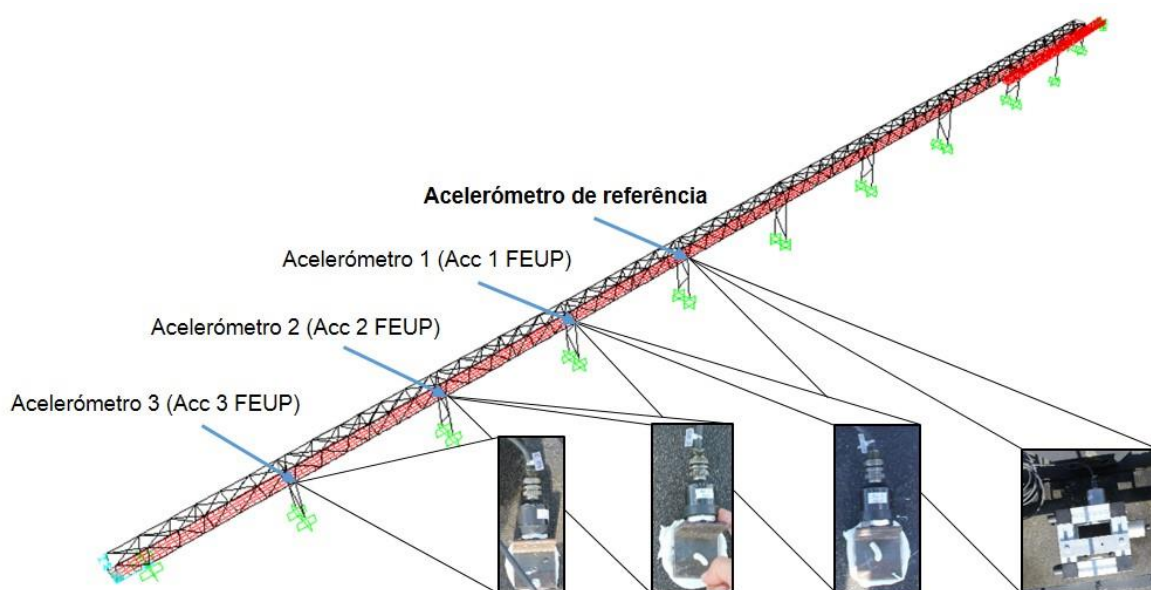 Acelerómetro de referência
Acelerómetro 1 (Acc 1 FEUP)
Acelerómetro 2 (Acc 2 FEUP)
Acelerómetro 3 (Acc 3 FEUP)